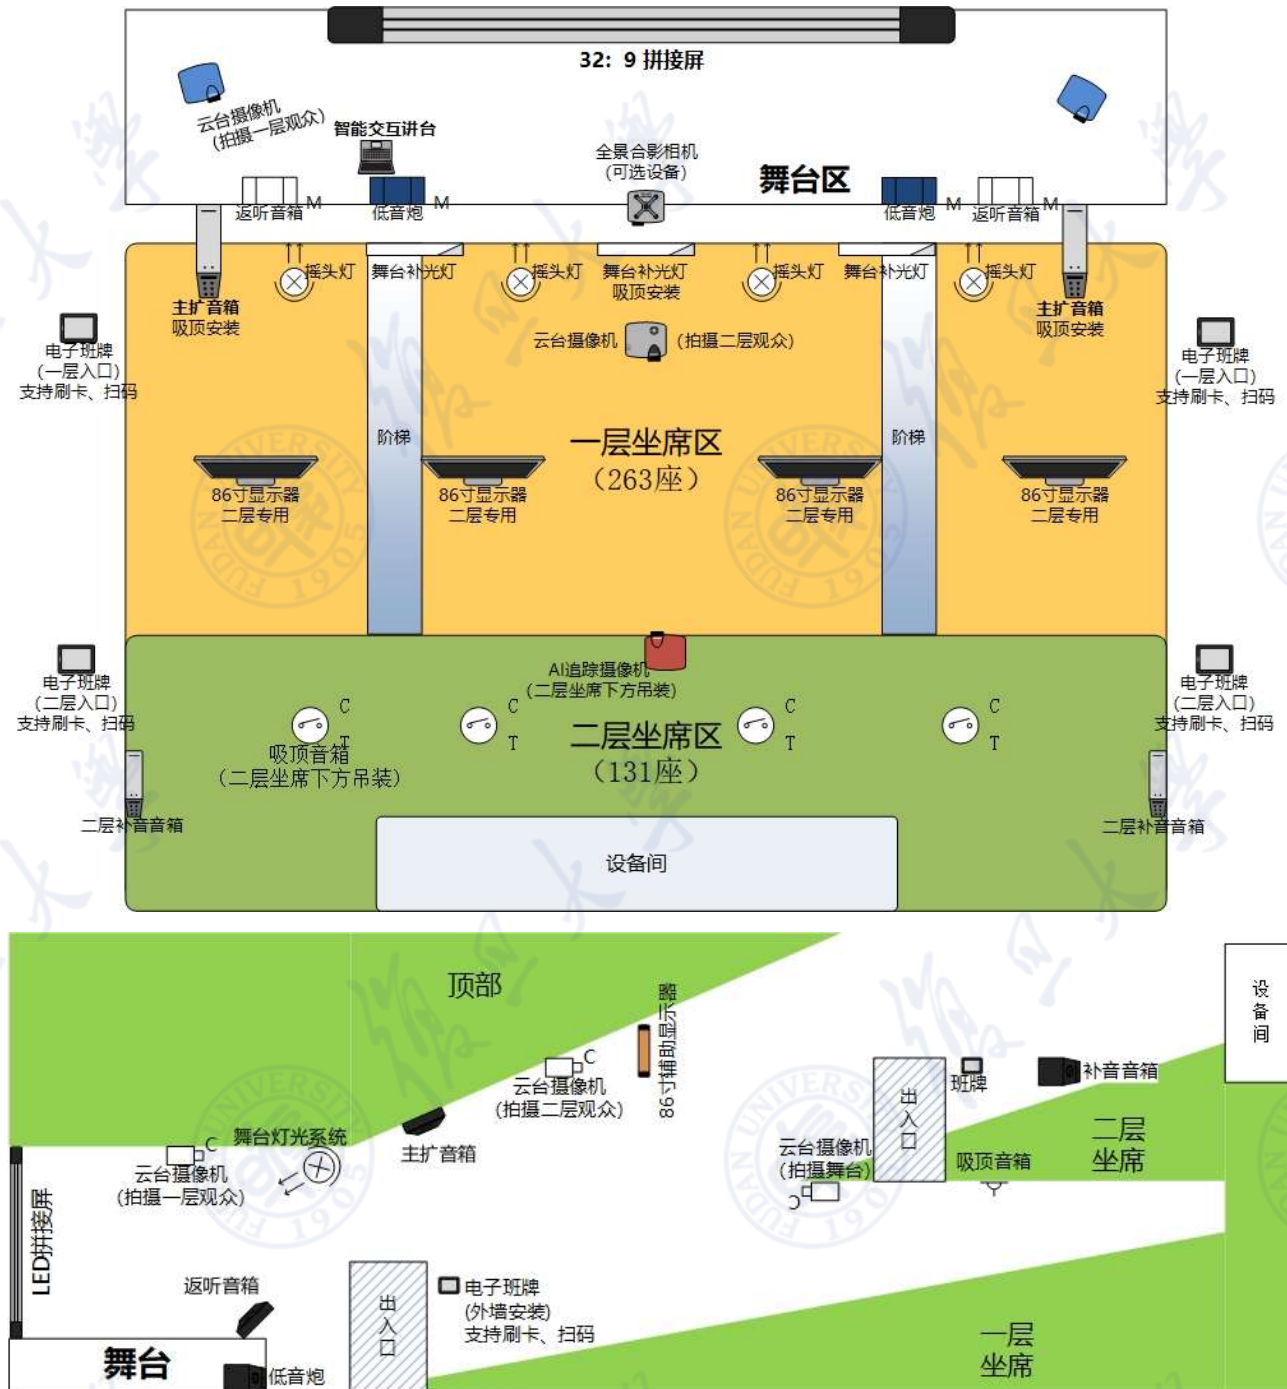 32：9 拼接屏
云台摄像机
（拍摄一层观众）
智能交互讲台
全景合影相机
(可选设备)
舞台区
返听音箱 M
低音炮 M
低音炮 M
返听音箱 M
主扩音箱
吸顶安装
摇头灯
舞台补光灯
摇头灯
舞台补光灯
吸顶安装
摇头灯
舞台补光灯
摇头灯
主扩音箱
吸顶安装
电子班牌
(一层入口)
支持刷卡、扫码
云台摄像机 (拍摄二层观众)
电子班牌
(一层入口)
支持刷卡、扫码
阶梯
一层坐席区
（263座）
阶梯
86寸显示器
二层专用
86寸显示器
二层专用
86寸显示器
二层专用
86寸显示器
二层专用
电子班牌
(二层入口)
支持刷卡、扫码
AI追踪摄像机
(二层坐席下方吊装)
电子班牌
(二层入口)
支持刷卡、扫码
C
T
C
T
C
T
C
T
吸顶音箱
（二层坐席下方吊装）
二层坐席区
（131座）
二层补音音箱
二层补音音箱
设备间
顶部
86寸辅助显示器
设备间
C
云台摄像机
(拍摄二层观众)
出入口
班牌
补音音箱
二层
坐席
舞台灯光系统
主扩音箱
C
云台摄像机
(拍摄一层观众)
云台摄像机
(拍摄舞台)
C
吸顶音箱
LED拼接屏
返听音箱
出入口
电子班牌
(外墙安装)
支持刷卡、扫码
一层
坐席
舞台
低音炮
UNIVERSITY
FUDAN
1905